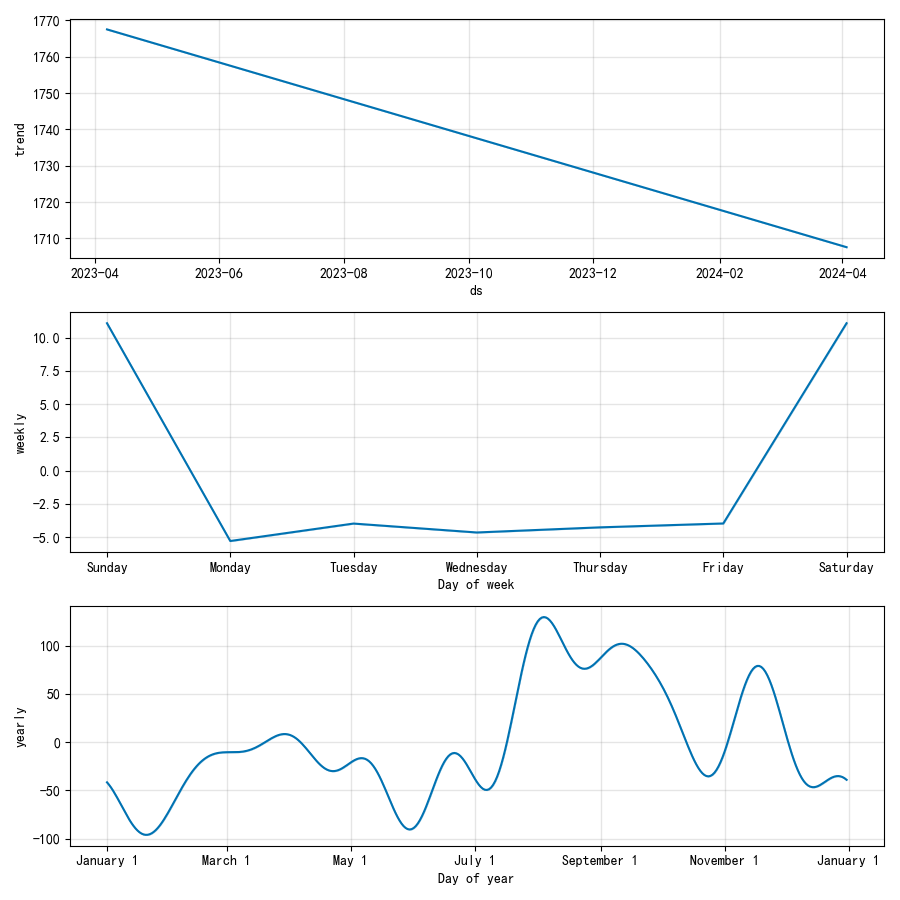 1770
1760
1750
1740
1730
1720
1710
trend
2023-04 2023-06 2023-08 2023-10 2023-12 2024-02 2024-04
ds
10.0
7.5
5.0
2.5
0.0
-2.5
-5.0
weekly
Sunday Monday Tuesday Wednesday Thursday Friday Saturday
Day of week
100
50
0
-50
-100
yearly
January 1 March 1 May 1 July 1 September 1 November 1 January 1
Day of year